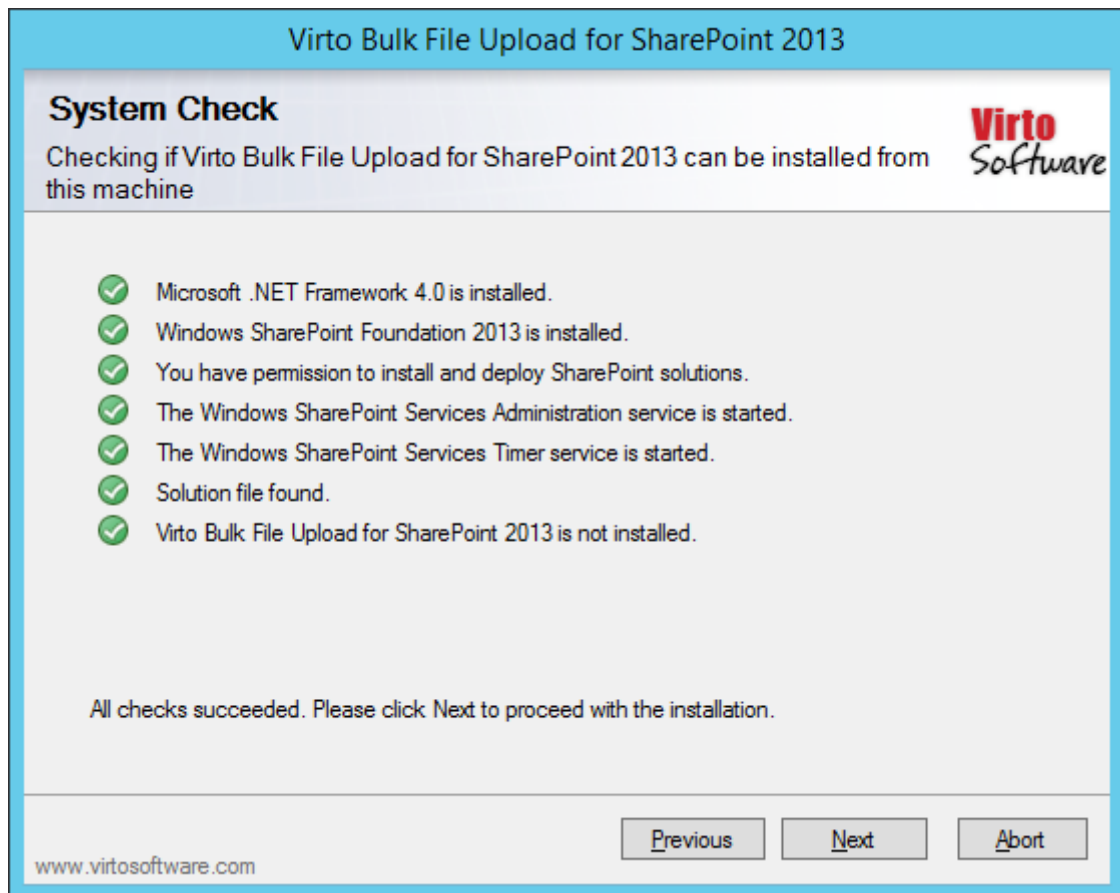 Virto Bulk File Upload for SharePoint 2013
System Check
Checking if Virto Bulk File Upload for SharePoint 2013 can be installed from
this machine
Virto
Software
Microsoft .NET Framework 4.0 is installed.
Windows SharePoint Foundation 2013 is installed.
You have permission to install and deploy SharePoint solutions.
The Windows SharePoint Services Administration service is started.
The Windows SharePoint Services Timer service is started.
Solution file found.
Virto Bulk File Upload for SharePoint 2013 is not installed.
All checks succeeded. Please click Next to proceed with the installation.
Previous Next Abort
www.virtosoftware.com